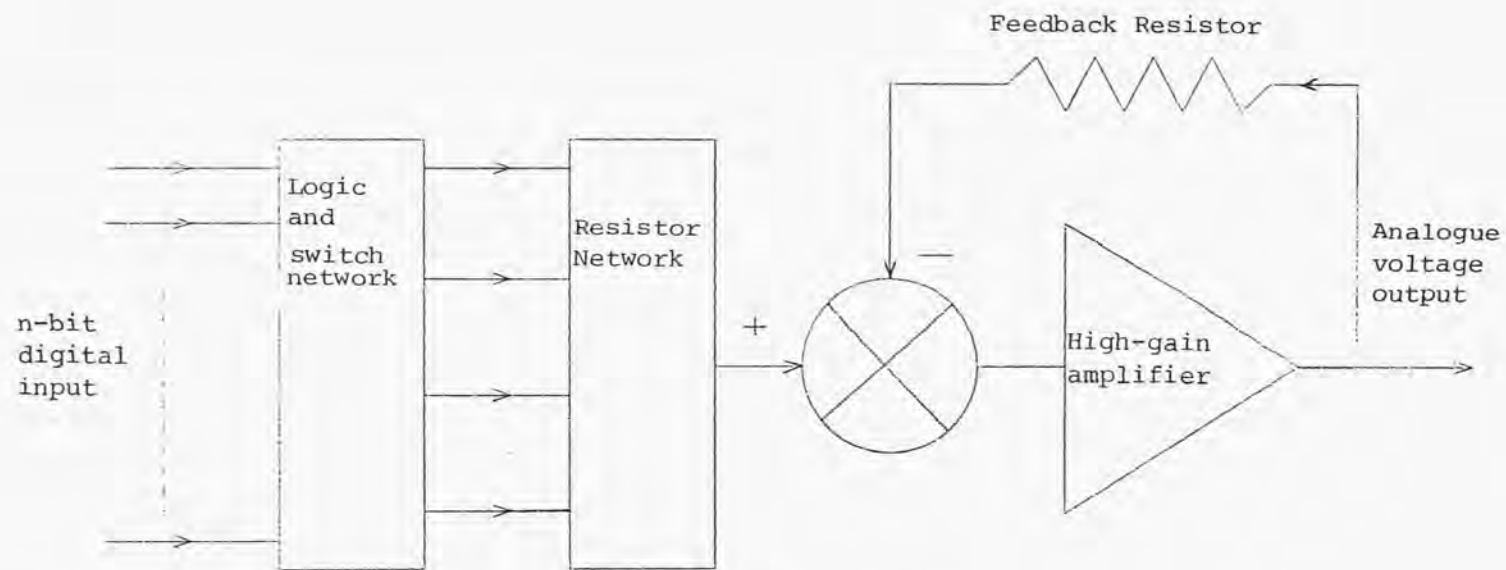 Feedback Resistor
Logic
and
switch
network
Resistor
Network
n-bit
digital
input
+
−
High-gain
amplifier
Analogue
voltage
output